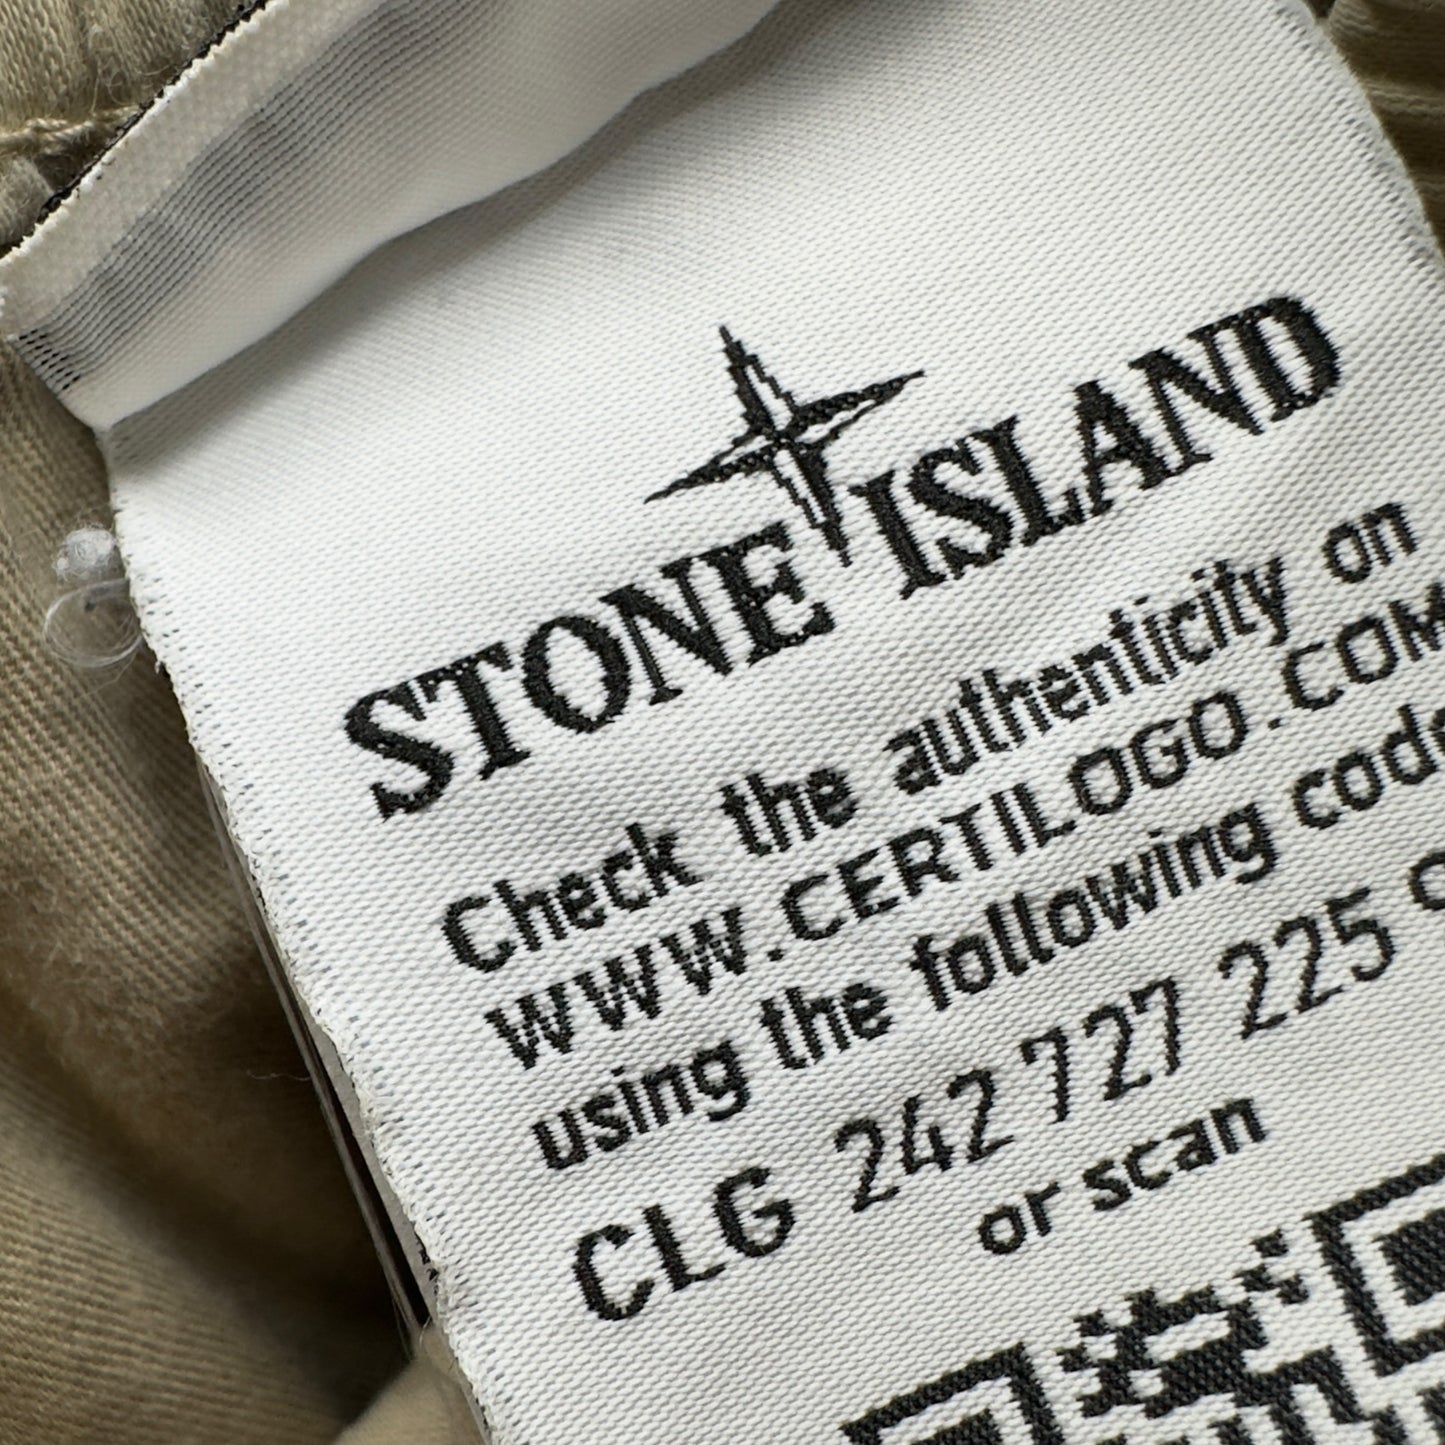 STONE ISLAND
Check the authenticity on
WWW.CERTILOGO.COM
using the following code
CLG 242 727 225
or scan